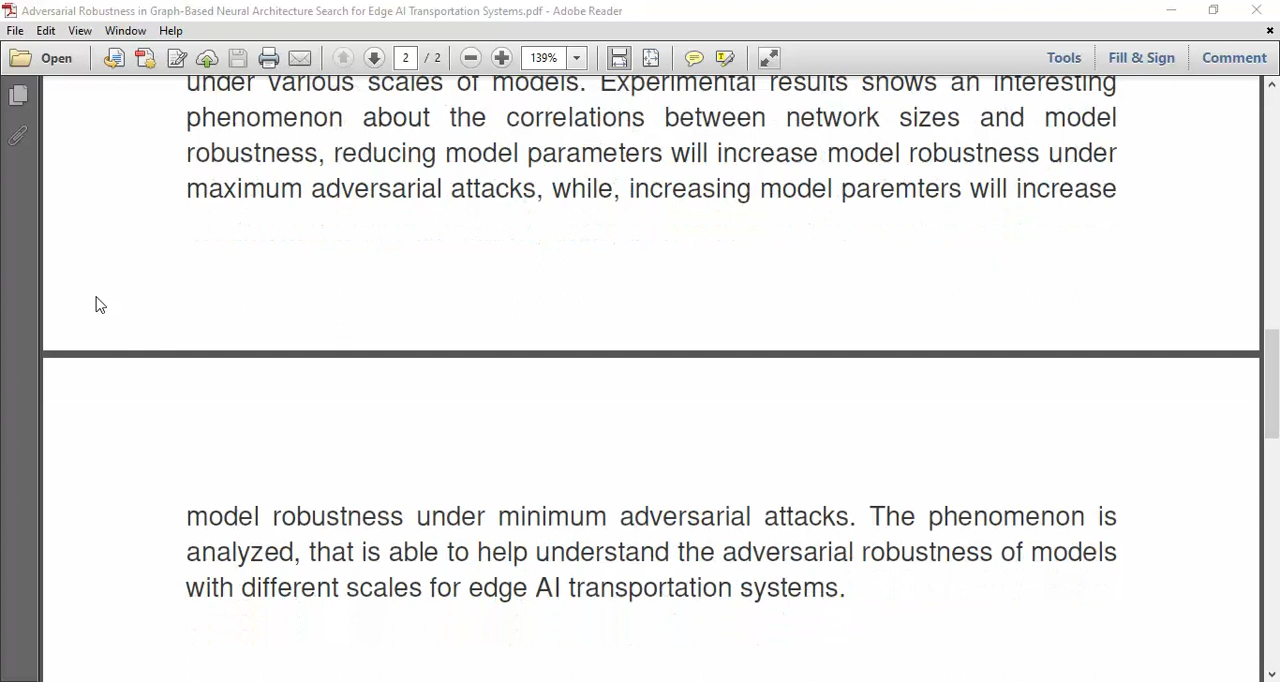 Adversarial Robustness in Graph-Based Neural Architecture Search for Edge AI Transportation Systems.pdf - Adobe Reader
File Edit View Window Help
Open 2 / 2 139% Tools Fill & Sign Comment
under various scales of models. Experimental results shows an interesting
phenomenon about the correlations between network sizes and model
robustness, reducing model parameters will increase model robustness under
maximum adversarial attacks, while, increasing model paremters will increase
model robustness under minimum adversarial attacks. The phenomenon is
analyzed, that is able to help understand the adversarial robustness of models
with different scales for edge AI transportation systems.